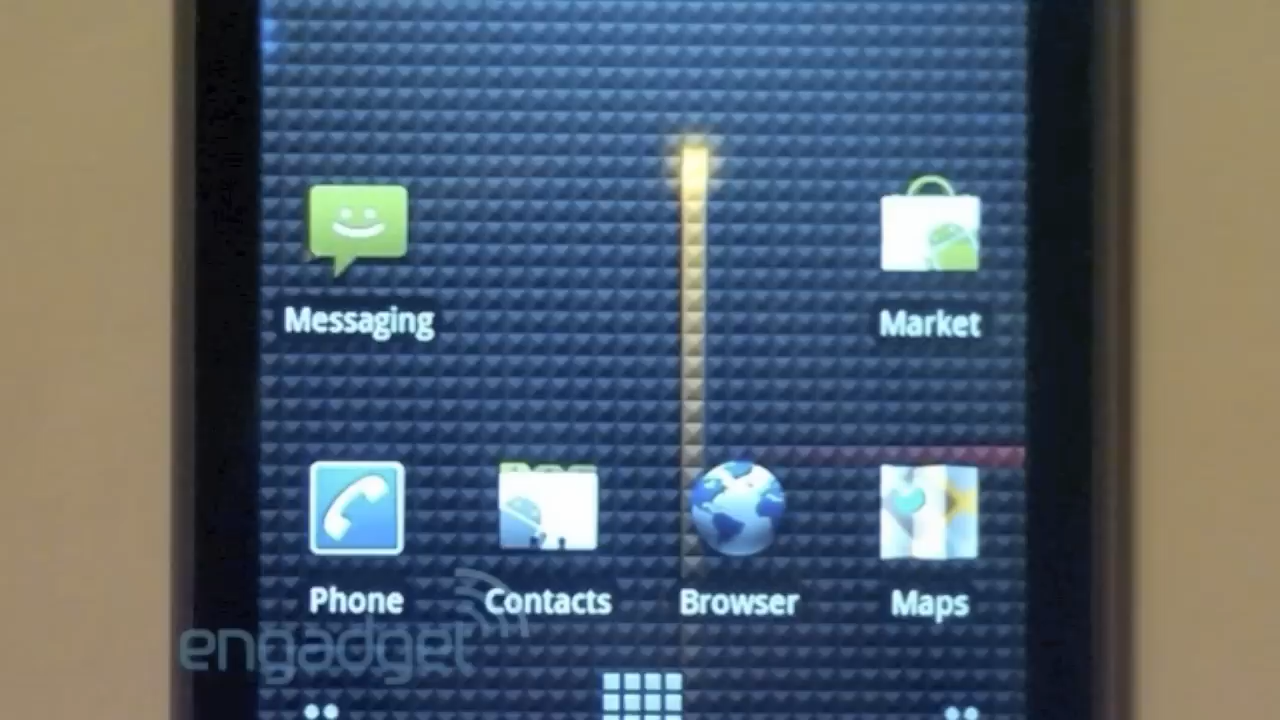 Messaging
Market
Phone
Contacts
Browser
Maps
engadget